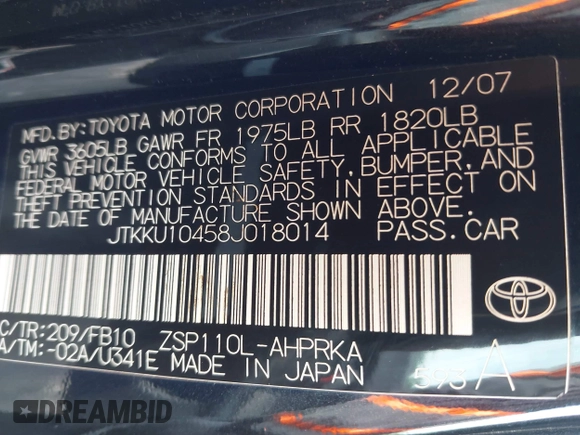 MFD. BY: TOYOTA MOTOR CORPORATION 12/07
GVWR 3605LB GAWR FR 1975LB RR 1820LB
THIS VEHICLE CONFORMS TO ALL APPLICABLE
FEDERAL MOTOR VEHICLE SAFETY, BUMPER, AND
THEFT PREVENTION STANDARDS IN EFFECT ON
THE DATE OF MANUFACTURE SHOWN ABOVE.
JTKKU10458J018014 PASS. CAR
C/TR: 209/FB10 ZSP110L-AHPRKA
A/TM: -02A/U341E MADE IN JAPAN A
DREAMBID